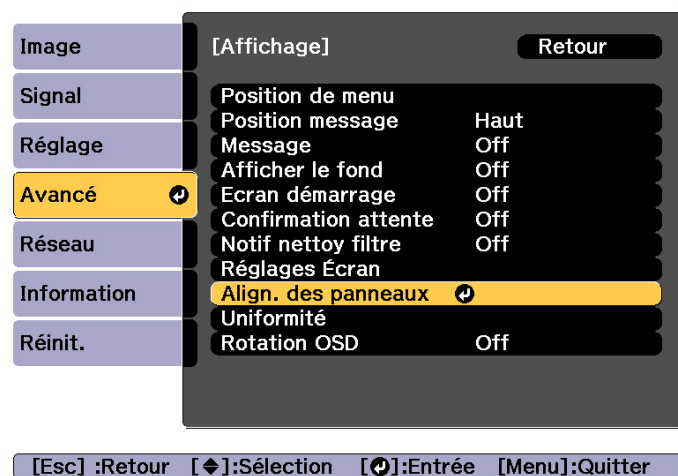 Image
Signal
Réglage
Avancé
Réseau
Information
Réinit.
[Affichage] Retour
Position de menu
Position message Haut
Message Off
Afficher le fond Off
Ecran démarrage Off
Confirmation attente Off
Notif nettoy filtre Off
Réglages Écran
Align. des panneaux
Uniformité
Rotation OSD Off
[Esc] :Retour [◆]:Sélection [↵]:Entrée [Menu]:Quitter